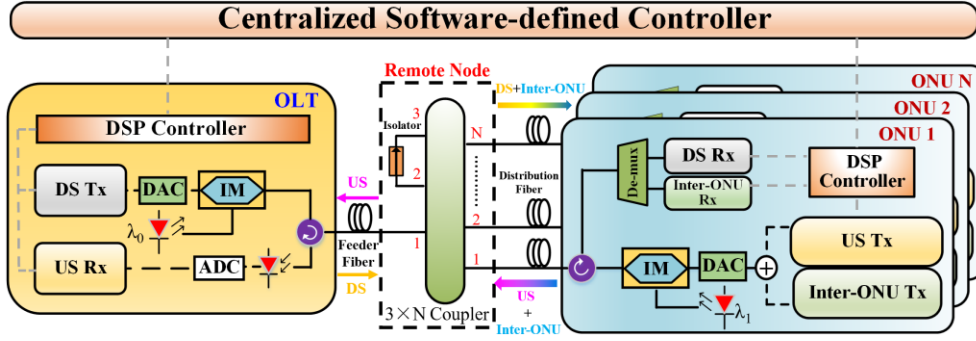 Centralized Software-defined Controller
OLT
DSP Controller
DS Tx
DAC
IM
λ0
US Rx
ADC
US
Feeder
Fiber
DS
Remote Node
Isolator
3
2
1
N
2
1
3×N Coupler
DS+Inter-ONU
Distribution
Fiber
US
+
Inter-ONU
ONU N
ONU 2
ONU 1
De-mux
DS Rx
Inter-ONU
Rx
DSP
Controller
IM
DAC
λ1
US Tx
Inter-ONU Tx